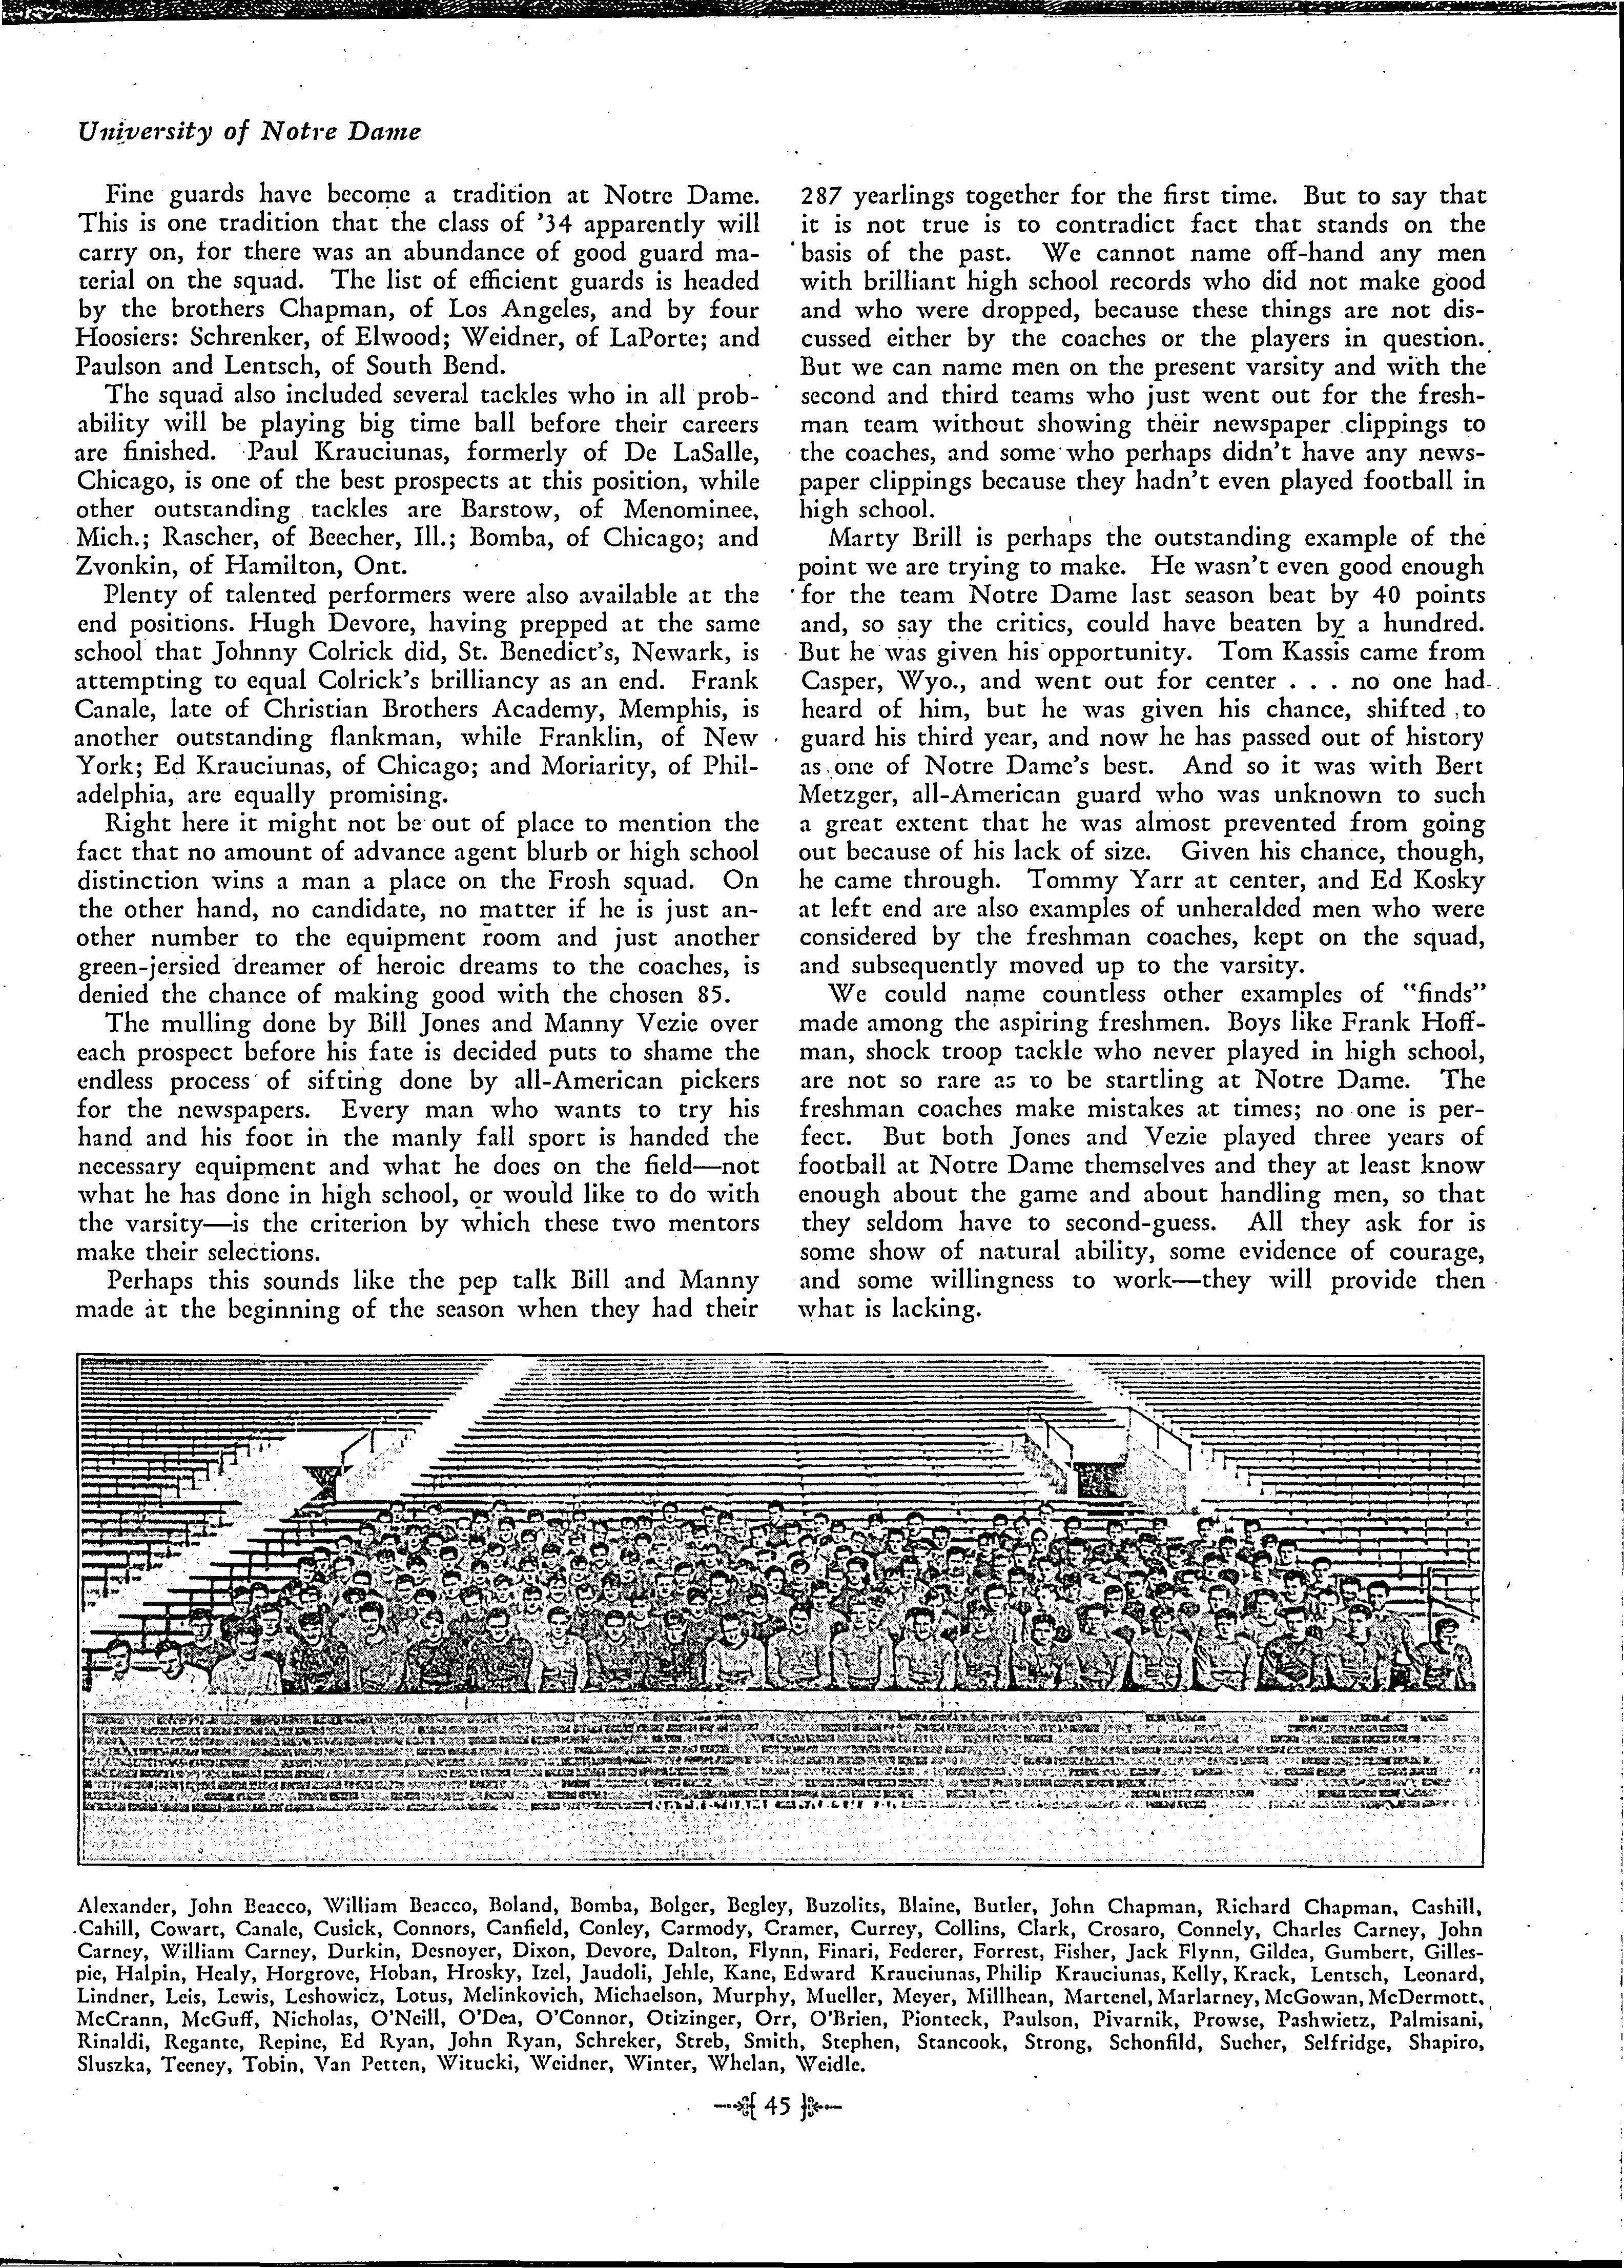 University of Notre Dame
Fine guards have become a tradition at Notre Dame.
This is one tradition that the class of '34 apparently will
carry on, for there was an abundance of good guard ma-
terial on the squad. The list of efficient guards is headed
by the brothers Chapman, of Los Angeles, and by four
Hoosiers: Schrenker, of Elwood; Weidner, of LaPorte; and
Paulson and Lentsch, of South Bend.
The squad also included several tackles who in all prob-
ability will be playing big time ball before their careers
are finished. Paul Krauciunas, formerly of De LaSalle,
Chicago, is one of the best prospects at this position, while
other outstanding tackles are Barstow, of Menominee,
Mich.; Rascher, of Beecher, Ill.; Bomba, of Chicago; and
Zvonkin, of Hamilton, Ont.
Plenty of talented performers were also available at the
end positions. Hugh Devore, having prepped at the same
school that Johnny Colrick did, St. Benedict's, Newark, is
attempting to equal Colrick's brilliancy as an end. Frank
Canale, late of Christian Brothers Academy, Memphis, is
another outstanding flankman, while Franklin, of New
York; Ed Krauciunas, of Chicago; and Moriarity, of Phil-
adelphia, are equally promising.
Right here it might not be out of place to mention the
fact that no amount of advance agent blurb or high school
distinction wins a man a place on the Frosh squad. On
the other hand, no candidate, no matter if he is just an-
other number to the equipment room and just another
green-jersied dreamer of heroic dreams to the coaches, is
denied the chance of making good with the chosen 85.
The mulling done by Bill Jones and Manny Vezie over
each prospect before his fate is decided puts to shame the
endless process of sifting done by all-American pickers
for the newspapers. Every man who wants to try his
hand and his foot in the manly fall sport is handed the
necessary equipment and what he does on the field—not
what he has done in high school, or would like to do with
the varsity—is the criterion by which these two mentors
make their selections.
Perhaps this sounds like the pep talk Bill and Manny
made at the beginning of the season when they had their
287 yearlings together for the first time. But to say that
it is not true is to contradict fact that stands on the
basis of the past. We cannot name off-hand any men
with brilliant high school records who did not make good
and who were dropped, because these things are not dis-
cussed either by the coaches or the players in question.
But we can name men on the present varsity and with the
second and third teams who just went out for the fresh-
man team without showing their newspaper clippings to
the coaches, and some who perhaps didn't have any news-
paper clippings because they hadn't even played football in
high school.
Marty Brill is perhaps the outstanding example of the
point we are trying to make. He wasn't even good enough
for the team Notre Dame last season beat by 40 points
and, so say the critics, could have beaten by a hundred.
But he was given his opportunity. Tom Kassis came from
Casper, Wyo., and went out for center . . . no one had
heard of him, but he was given his chance, shifted to
guard his third year, and now he has passed out of history
as one of Notre Dame's best. And so it was with Bert
Metzger, all-American guard who was unknown to such
a great extent that he was almost prevented from going
out because of his lack of size. Given his chance, though,
he came through. Tommy Yarr at center, and Ed Kosky
at left end are also examples of unheralded men who were
considered by the freshman coaches, kept on the squad,
and subsequently moved up to the varsity.
We could name countless other examples of "finds"
made among the aspiring freshmen. Boys like Frank Hoff-
man, shock troop tackle who never played in high school,
are not so rare as to be startling at Notre Dame. The
freshman coaches make mistakes at times; no one is per-
fect. But both Jones and Vezie played three years of
football at Notre Dame themselves and they at least know
enough about the game and about handling men, so that
they seldom have to second-guess. All they ask for is
some show of natural ability, some evidence of courage,
and some willingness to work—they will provide then
what is lacking.
Alexander, John Beacco, William Beacco, Boland, Bomba, Bolger, Begley, Buzolits, Blaine, Butler, John Chapman, Richard Chapman, Cashill,
Cahill, Cowart, Canale, Cusick, Connors, Canfield, Conley, Carmody, Cramer, Currey, Collins, Clark, Crosaro, Connely, Charles Carney, John
Carney, William Carney, Durkin, Desnoyer, Dixon, Devore, Dalton, Flynn, Finari, Federer, Forrest, Fisher, Jack Flynn, Gildea, Gumbert, Gilles-
pie, Halpin, Healy, Horgrove, Hoban, Hrosky, Izel, Jaudoli, Jehle, Kane, Edward Krauciunas, Philip Krauciunas, Kelly, Krack, Lentsch, Leonard,
Lindner, Leis, Lewis, Leshowicz, Lotus, Melinkovich, Michaelson, Murphy, Mueller, Meyer, Millhean, Martenel, Marlarney, McGowan, McDermott,
McCrann, McGuff, Nicholas, O'Neill, O'Dea, O'Connor, Otizinger, Orr, O'Brien, Pionteck, Paulson, Pivarnik, Prowse, Pashwietz, Palmisani,
Rinaldi, Regante, Repine, Ed Ryan, John Ryan, Schreker, Streb, Smith, Stephen, Stancook, Strong, Schonfild, Sucher, Selfridge, Shapiro,
Sluszka, Teeney, Tobin, Van Petten, Witucki, Weidner, Winter, Whelan, Weidle.
45